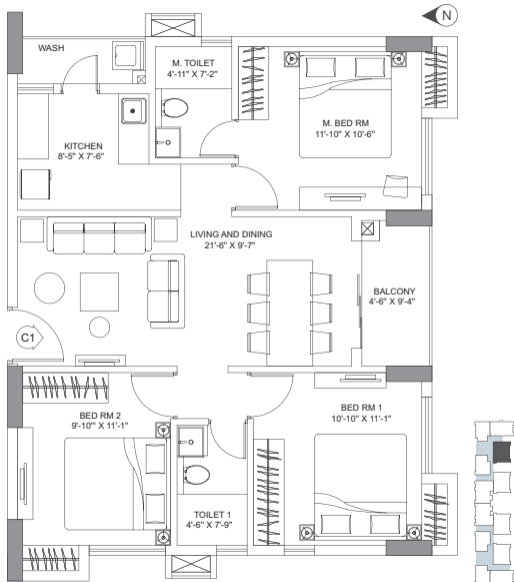 N
WASH
M. TOILET
4'-11" X 7'-2"
M. BED RM
11'-10" X 10'-6"
KITCHEN
8'-5" X 7'-6"
LIVING AND DINING
21'-6" X 9'-7"
BALCONY
4'-6" X 9'-4"
C1
BED RM 2
9'-10" X 11'-1"
BED RM 1
10'-10" X 11'-1"
TOILET 1
4'-6" X 7'-9"